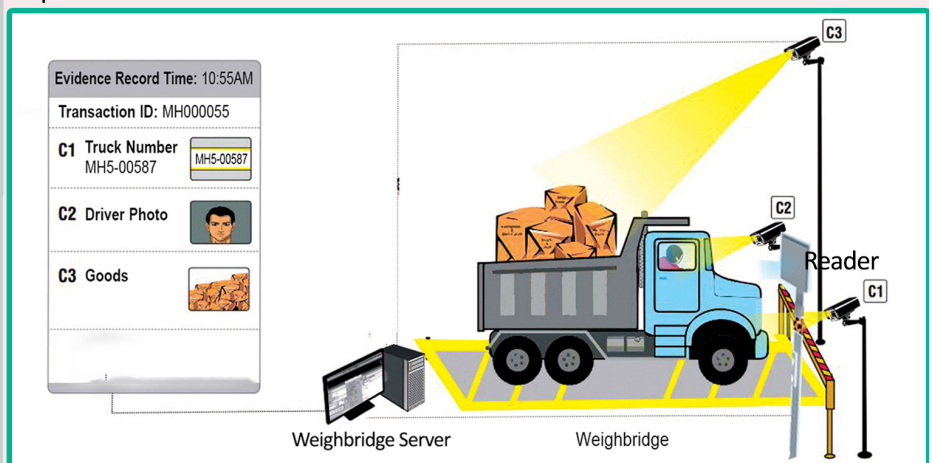 Evidence Record Time: 10:55AM
Transaction ID: MH000055
C1 Truck Number
MH5-00587
MH5-00587
C2 Driver Photo
C3 Goods
C3
C2
Reader
C1
Weighbridge Server
Weighbridge